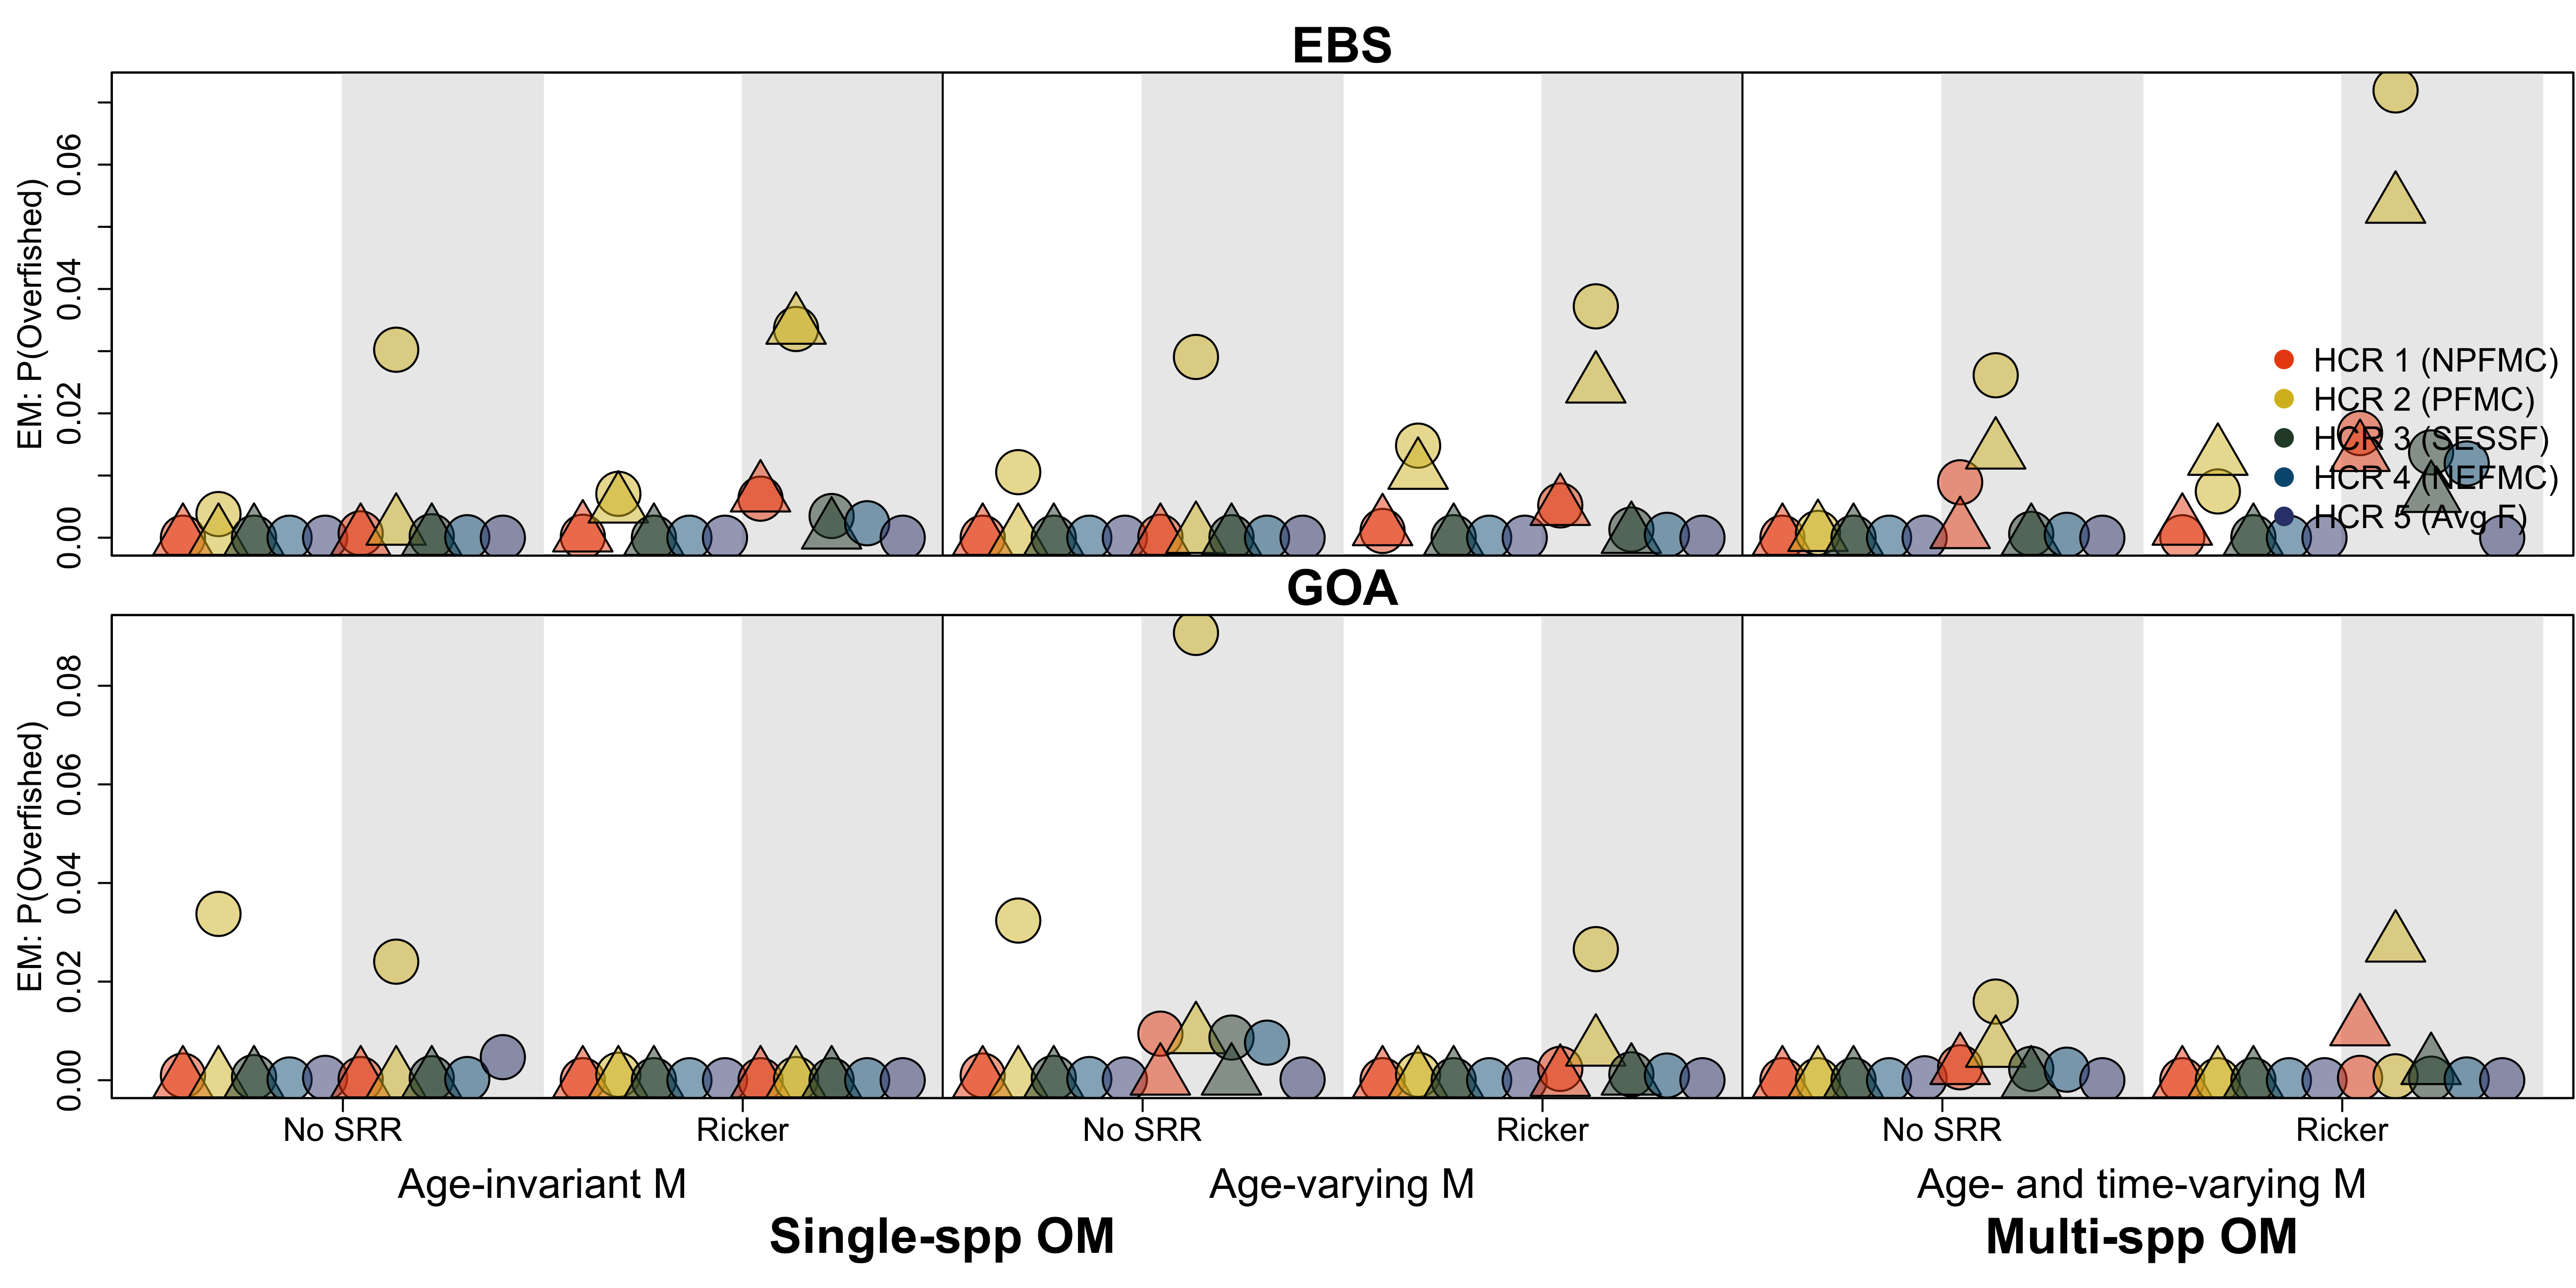 EBS
EM: P(Overfished)
0.06
0.04
0.02
0.00
HCR 1 (NPFMC)
HCR 2 (PFMC)
HCR 3 (SESSF)
HCR 4 (NEFMC)
HCR 5 (Avg F)
GOA
EM: P(Overfished)
0.08
0.06
0.04
0.02
0.00
No SRR Ricker No SRR Ricker No SRR Ricker
Age-invariant M Age-varying M Age- and time-varying M
Single-spp OM Multi-spp OM